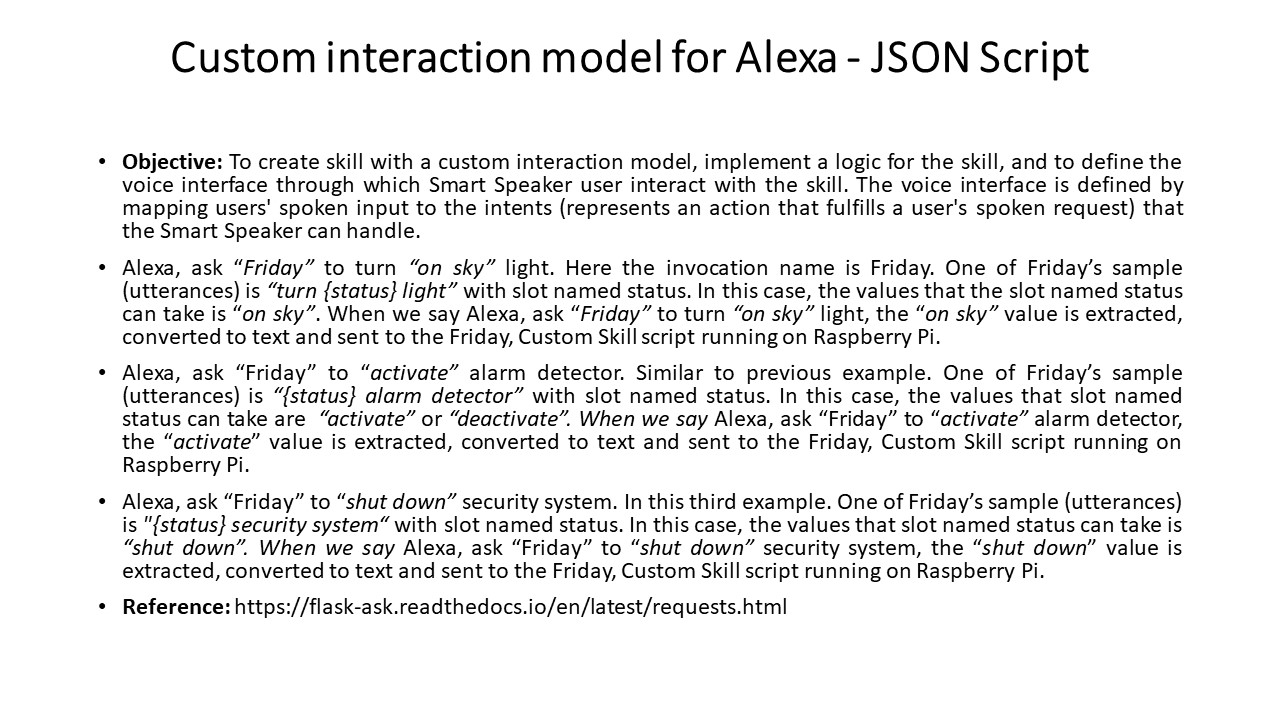 Custom interaction model for Alexa - JSON Script
• Objective: To create skill with a custom interaction model, implement a logic for the skill, and to define the
voice interface through which Smart Speaker user interact with the skill. The voice interface is defined by
mapping users' spoken input to the intents (represents an action that fulfills a user's spoken request) that
the Smart Speaker can handle.
• Alexa, ask “Friday” to turn “on sky” light. Here the invocation name is Friday. One of Friday’s sample
(utterances) is “turn {status} light” with slot named status. In this case, the values that the slot named status
can take is “on sky”. When we say Alexa, ask “Friday” to turn “on sky” light, the “on sky” value is extracted,
converted to text and sent to the Friday, Custom Skill script running on Raspberry Pi.
• Alexa, ask “Friday” to “activate” alarm detector. Similar to previous example. One of Friday’s sample
(utterances) is “{status} alarm detector” with slot named status. In this case, the values that slot named
status can take are “activate” or “deactivate”. When we say Alexa, ask “Friday” to “activate” alarm detector,
the “activate” value is extracted, converted to text and sent to the Friday, Custom Skill script running on
Raspberry Pi.
• Alexa, ask “Friday” to “shut down” security system. In this third example. One of Friday’s sample (utterances)
is "{status} security system“ with slot named status. In this case, the values that slot named status can take is
“shut down”. When we say Alexa, ask “Friday” to “shut down” security system, the “shut down” value is
extracted, converted to text and sent to the Friday, Custom Skill script running on Raspberry Pi.
• Reference: https://flask-ask.readthedocs.io/en/latest/requests.html